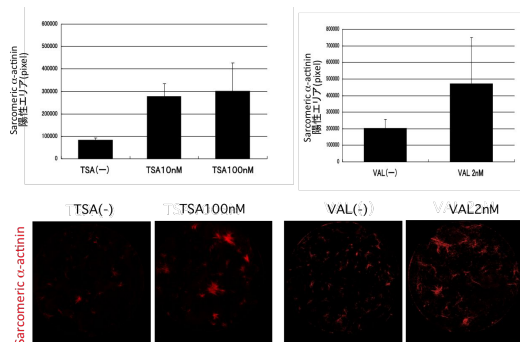 Sarcomeric α-actinin
陽性エリア(pixel)
600000
500000
400000
300000
200000
100000
0
TSA(ー)
TSA10nM
TSA100nM
Sarcomeric α-actinin
陽性エリア(pixel)
800000
700000
600000
500000
400000
300000
200000
100000
0
VAL(ー)
VAL 2nM
TSA(-)
TSA100nM
VAL(-)
VAL2nM
Sarcomeric α-actinin